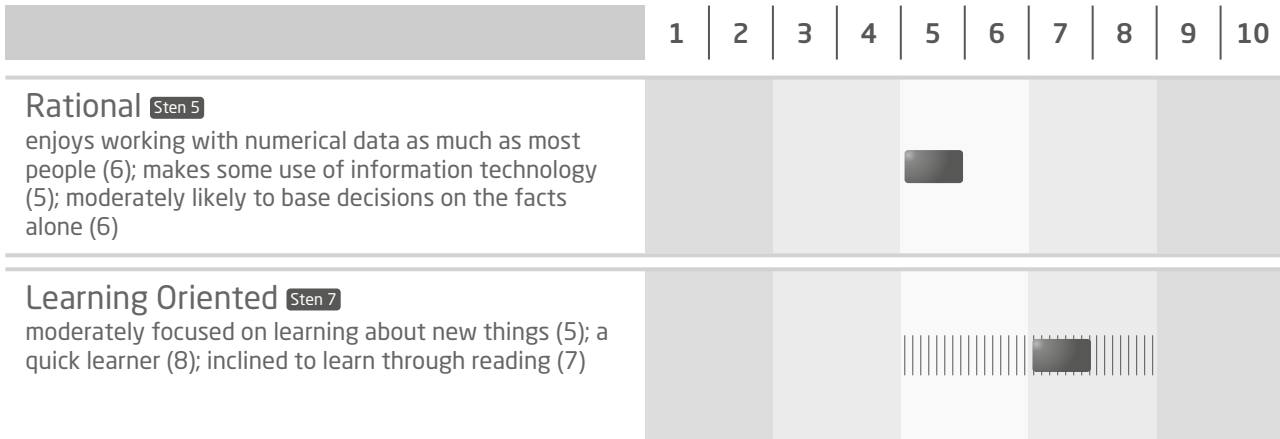 1 2 3 4 5 6 7 8 9 10
Rational Sten 5
enjoys working with numerical data as much as most
people (6); makes some use of information technology
(5); moderately likely to base decisions on the facts
alone (6)
Learning Oriented Sten 7
moderately focused on learning about new things (5); a
quick learner (8); inclined to learn through reading (7)